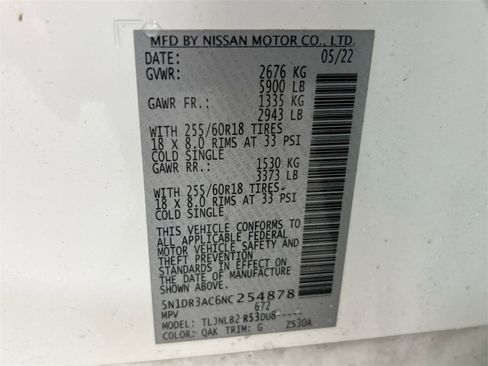 MFD BY NISSAN MOTOR CO., LTD.
DATE: 05/22
GVWR: 2676 KG
5900 LB
GAWR FR.: 1335 KG
2943 LB
WITH 255/60R18 TIRES
18 X 8.0 RIMS AT 33 PSI
COLD SINGLE
GAWR RR.: 1530 KG
3373 LB
WITH 255/60R18 TIRES
18 X 8.0 RIMS AT 33 PSI
COLD SINGLE
THIS VEHICLE CONFORMS TO
ALL APPLICABLE FEDERAL
MOTOR VEHICLE SAFETY AND
THEFT PREVENTION
STANDARDS IN EFFECT ON
THE DATE OF MANUFACTURE
SHOWN ABOVE.
5N1DR3AC6NC254878
MPV 672
MODEL: TLJNLB2 RS3DU8-----
COLOR: QAK TRIM: G ZS30A